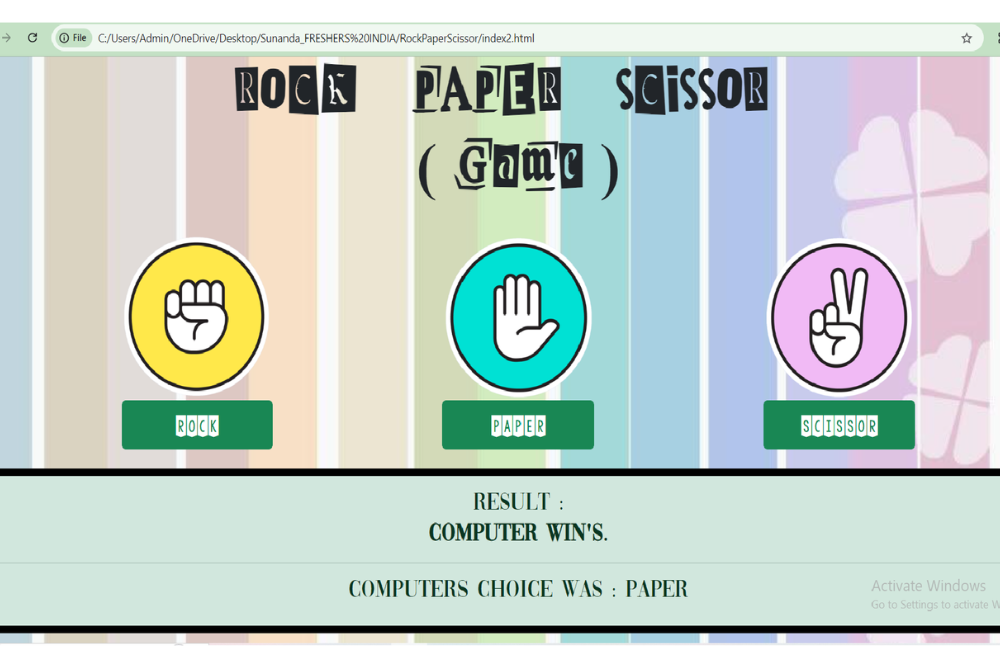 File C:/Users/Admin/OneDrive/Desktop/Sunanda_FRESHERS%20INDIA/RockPaperScissor/index2.html
ROCK PAPER SCiSSOR
( Game )
ROCK
PAPER
SCISSOR
RESULT :
COMPUTER WIN'S.
COMPUTERS CHOICE WAS : PAPER
Activate Windows
Go to Settings to activate W